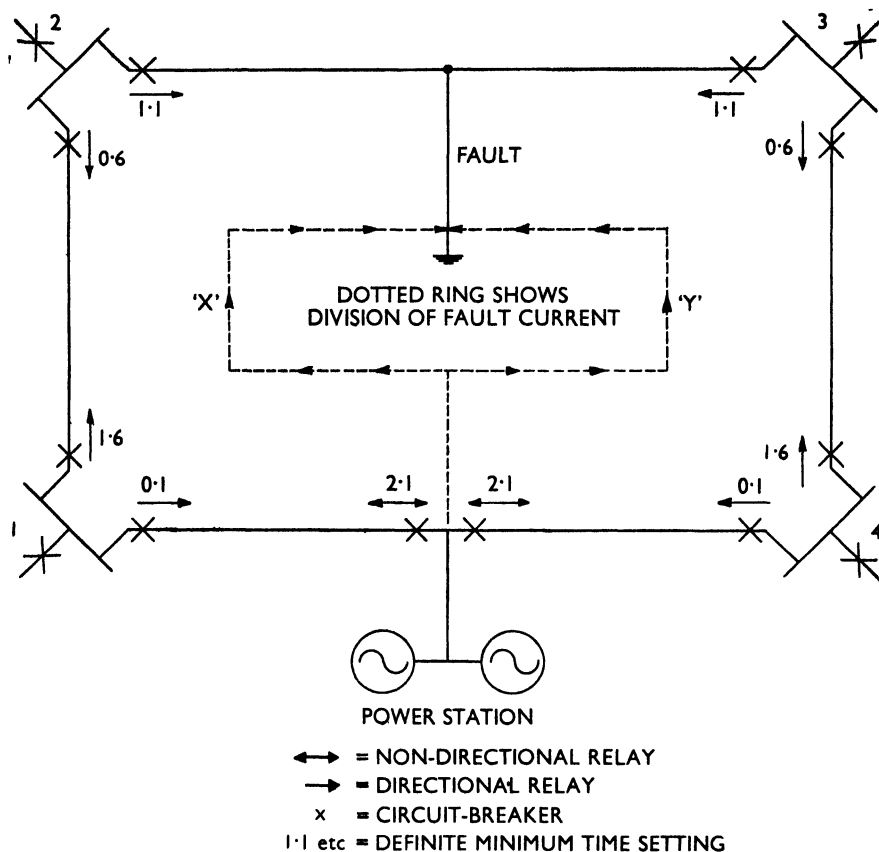 2
3
1·1
1·1
0·6
FAULT
0·6
'X'
DOTTED RING SHOWS
DIVISION OF FAULT CURRENT
'Y'
1·6
1·6
0·1
2·1
2·1
0·1
1
4
POWER STATION
= NON-DIRECTIONAL RELAY
= DIRECTIONAL RELAY
x = CIRCUIT-BREAKER
1·1 etc = DEFINITE MINIMUM TIME SETTING